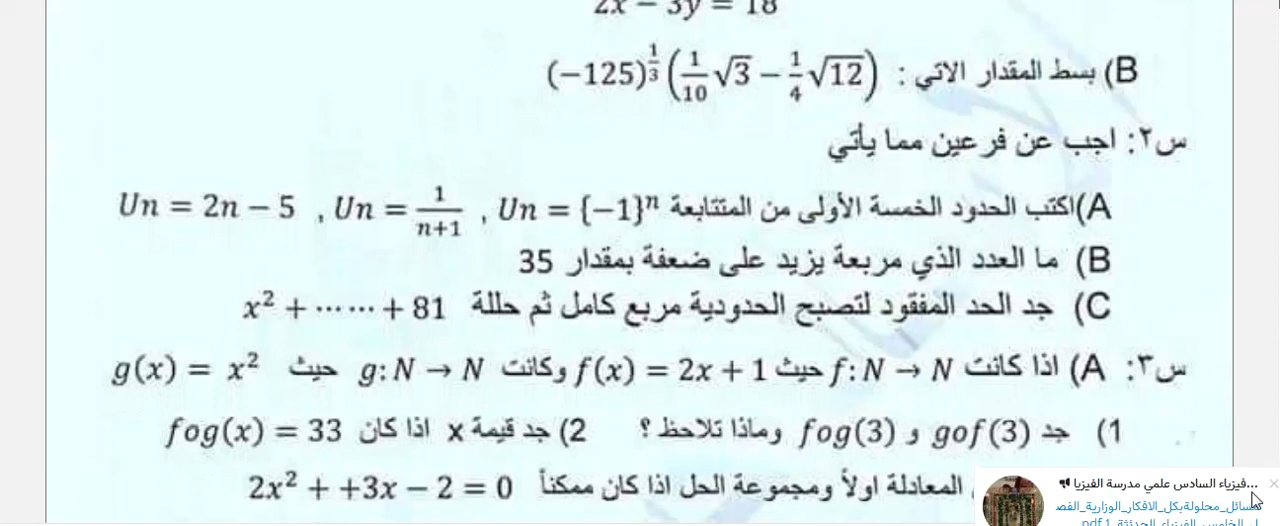 2x − 3y = 18
B) بسط المقدار الاتي : (−125)^{1/3} (1/10 √3 − 1/4 √12)
س٢: اجب عن فرعين مما يأتي
A)اكتب الحدود الخمسة الأولى من المتتابعة Un = 2n − 5 , Un = 1/(n+1) , Un = {−1}ⁿ
B) ما العدد الذي مربعة يزيد على ضعفة بمقدار 35
C) جد الحد المفقود لتصبح الحدودية مربع كامل ثم حللة x² + ⋯⋯ + 81
س٣: A) اذا كانت f: N → N حيث f(x) = 2x + 1 وكانت g: N → N حيث g(x) = x²
1) جد gof(3) و fog(3) وماذا تلاحظ ؟ 2) جد قيمة x اذا كان fog(x) = 33
المعادلة اولاً ومجموعة الحل اذا كان ممكنأ 2x² + +3x − 2 = 0
فيزياء السادس علمي مدرسة الفيزيا...
مسائل_محلولةبكل_الافكار_الوزارية_الفص
ل_الخامس_الفيزياء_الحديثة_1.pdf